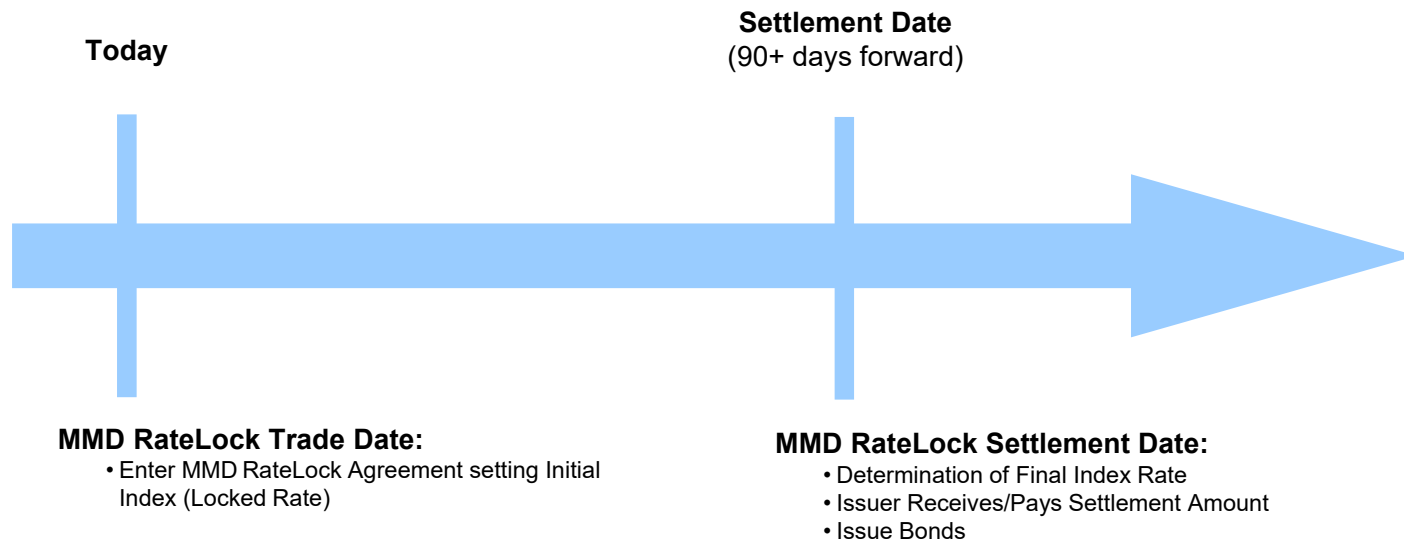 Today
Settlement Date
(90+ days forward)
MMD RateLock Trade Date:
• Enter MMD RateLock Agreement setting Initial
Index (Locked Rate)
MMD RateLock Settlement Date:
• Determination of Final Index Rate
• Issuer Receives/Pays Settlement Amount
• Issue Bonds